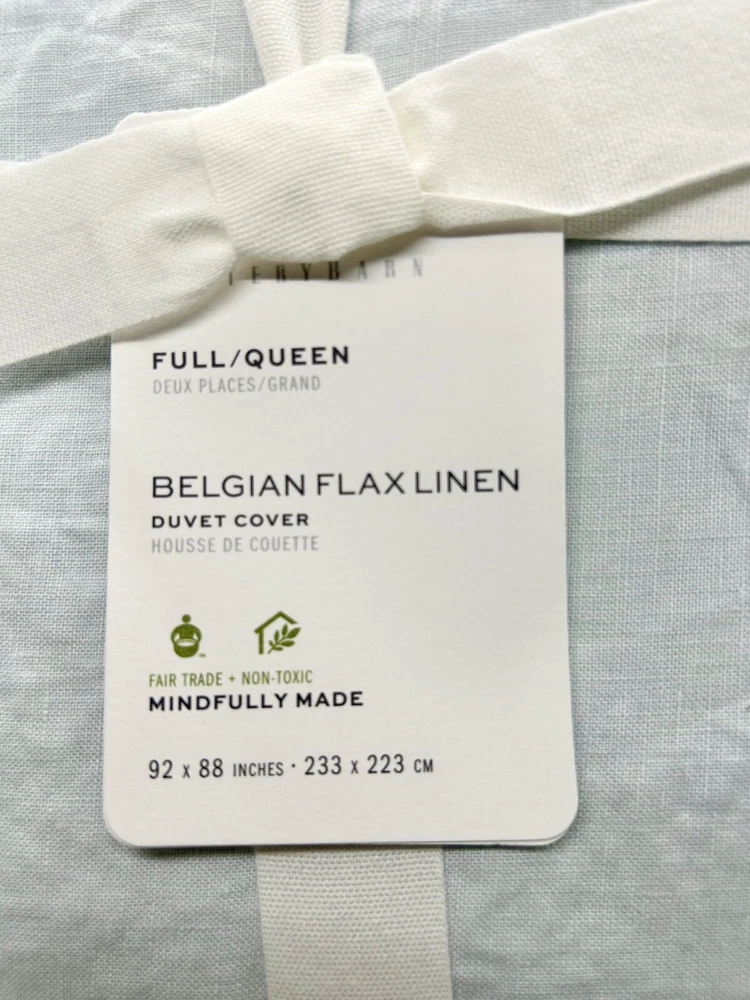 TERYBARN
FULL/QUEEN
DEUX PLACES/GRAND
BELGIAN FLAX LINEN
DUVET COVER
HOUSSE DE COUETTE
FAIR TRADE + NON-TOXIC
MINDFULLY MADE
92 x 88 INCHES · 233 x 223 CM